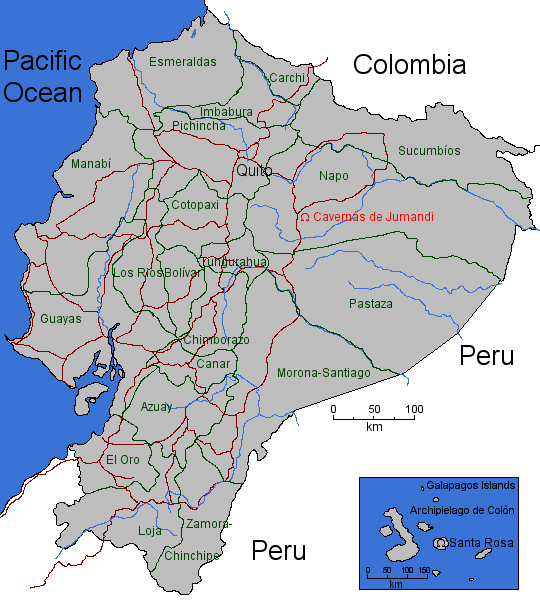 Pacific
Ocean
Colombia
Esmeraldas
Carchi
Imbabura
Pichincha
Sucumbíos
Manabí
Quito
Napo
Cotopaxi
Ω Cavernas de Jumandi
Tungurahua
Los Ríos
Bolívar
Pastaza
Guayas
Chimborazo
Peru
Canar
Morona-Santiago
Azuay
0 50 100
km
El Oro
Zamora-
Loja
Chinchipe
Peru
Galapagos Islands
Archipielago de Colón
Ω Santa Rosa
0 50 100 150
km